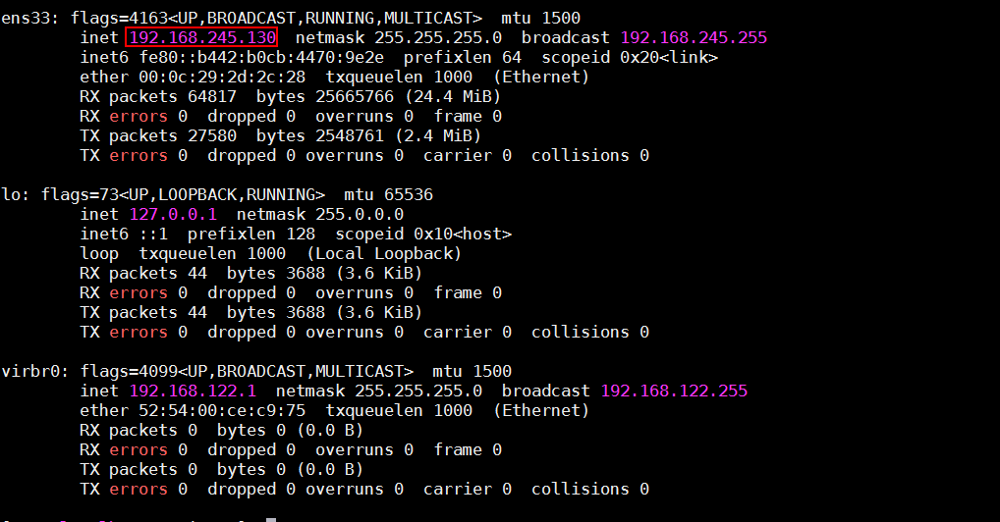 ens33: flags=4163<UP,BROADCAST,RUNNING,MULTICAST>  mtu 1500
        inet 192.168.245.130  netmask 255.255.255.0  broadcast 192.168.245.255
        inet6 fe80::b442:b0cb:4470:9e2e  prefixlen 64  scopeid 0x20<link>
        ether 00:0c:29:2d:2c:28  txqueuelen 1000  (Ethernet)
        RX packets 64817  bytes 25665766 (24.4 MiB)
        RX errors 0  dropped 0  overruns 0  frame 0
        TX packets 27580  bytes 2548761 (2.4 MiB)
        TX errors 0  dropped 0 overruns 0  carrier 0  collisions 0

lo: flags=73<UP,LOOPBACK,RUNNING>  mtu 65536
        inet 127.0.0.1  netmask 255.0.0.0
        inet6 ::1  prefixlen 128  scopeid 0x10<host>
        loop  txqueuelen 1000  (Local Loopback)
        RX packets 44  bytes 3688 (3.6 KiB)
        RX errors 0  dropped 0  overruns 0  frame 0
        TX packets 44  bytes 3688 (3.6 KiB)
        TX errors 0  dropped 0 overruns 0  carrier 0  collisions 0

virbr0: flags=4099<UP,BROADCAST,MULTICAST>  mtu 1500
        inet 192.168.122.1  netmask 255.255.255.0  broadcast 192.168.122.255
        ether 52:54:00:ce:c9:75  txqueuelen 1000  (Ethernet)
        RX packets 0  bytes 0 (0.0 B)
        RX errors 0  dropped 0  overruns 0  frame 0
        TX packets 0  bytes 0 (0.0 B)
        TX errors 0  dropped 0 overruns 0  carrier 0  collisions 0